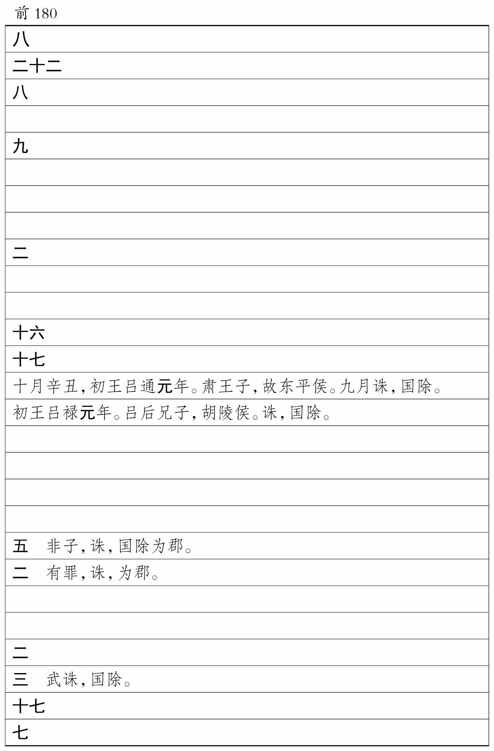 前 180
八
二十二
八
九
二
十六
十七
十月辛丑,初王吕通元年。肃王子,故东平侯。九月诛,国除。
初王吕禄元年。吕后兄子,胡陵侯。诛,国除。
五 非子,诛,国除为郡。
二 有罪,诛,为郡。
二
三 武诛,国除。
十七
七